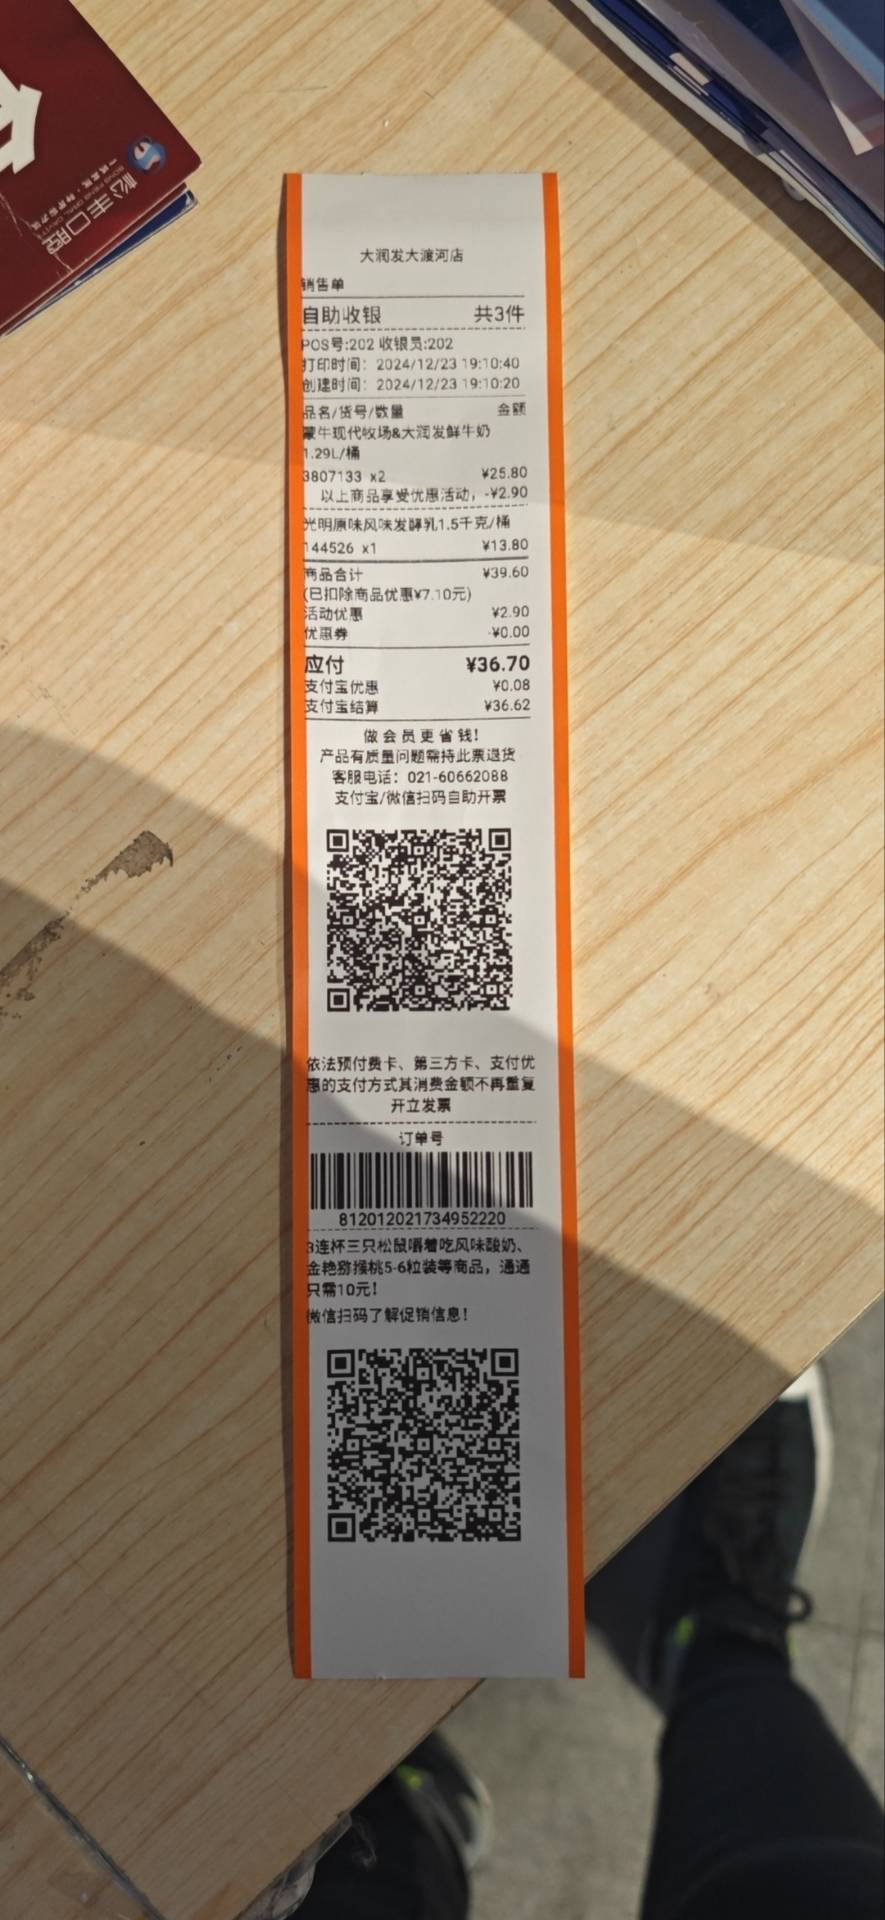 松丰口腔
大润发大渡河店
销售单
自助收银 共3件
POS号:202 收银员:202
打印时间: 2024/12/23 19:10:40
创建时间: 2024/12/23 19:10:20
品名/货号/数量 金额
蒙牛现代牧场&大润发鲜牛奶
1.29L/桶
3807133 x2 ¥25.80
以上商品享受优惠活动, -¥2.90
光明原味风味发酵乳1.5千克/桶
144526 x1 ¥13.80
商品合计 ¥39.60
(已扣除商品优惠¥7.10元)
活动优惠 ¥2.90
优惠券 -¥0.00
应付 ¥36.70
支付宝优惠 ¥0.08
支付宝结算 ¥36.62
做会员更省钱!
产品有质量问题需持此票退货
客服电话: 021-60662088
支付宝/微信扫码自助开票
依法预付费卡、第三方卡、支付优
惠的支付方式其消费金额不再重复
开立发票
订单号
812012021734952220
3连杯三只松鼠嚼着吃风味酸奶、
金艳猕猴桃5-6粒装等商品，通通
只需10元!
微信扫码了解促销信息!